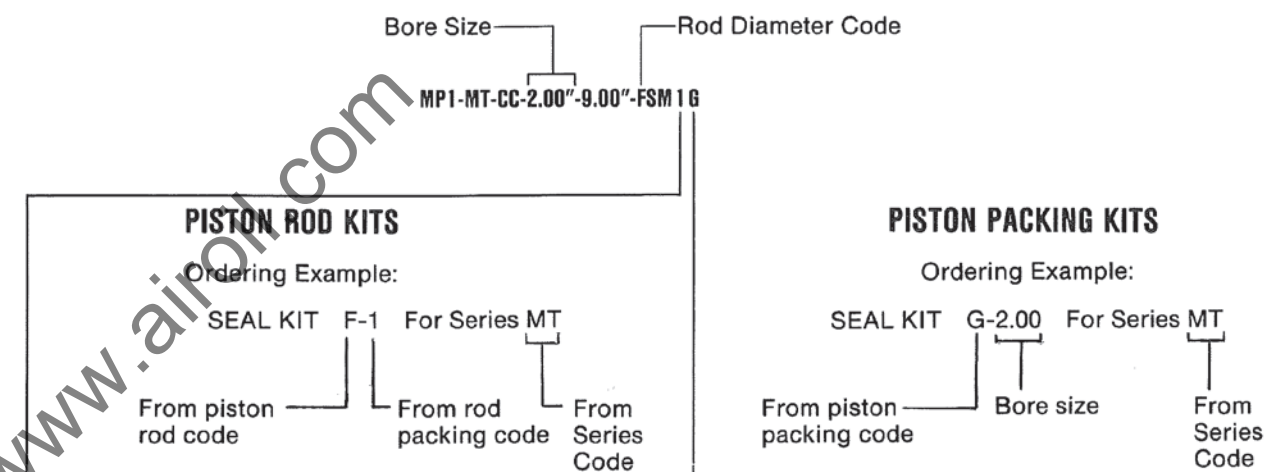 Bore Size
Rod Diameter Code
MP1-MT-CC-2.00"-9.00"-FSM1G
PISTON ROD KITS
Ordering Example:
SEAL KIT F-1 For Series MT
From piston
rod code
From rod
packing code
From
Series
Code
PISTON PACKING KITS
Ordering Example:
SEAL KIT G-2.00 For Series MT
From piston
packing code
Bore size
From
Series
Code
www.airoil.com